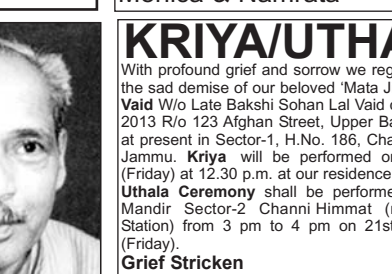 KRIYA/UTHA
With profound grief and sorrow we reg
the sad demise of our beloved ‘Mata J
Vaid W/o Late Bakshi Sohan Lal Vaid
2013 R/o 123 Afghan Street, Upper Ba
at present in Sector-1, H.No. 186, Cha
Jammu. Kriya will be performed on
(Friday) at 12.30 p.m. at our residence
Uthala Ceremony shall be performe
Mandir Sector-2 Channi Himmat (
Station) from 3 pm to 4 pm on 21s
(Friday).
Grief Stricken